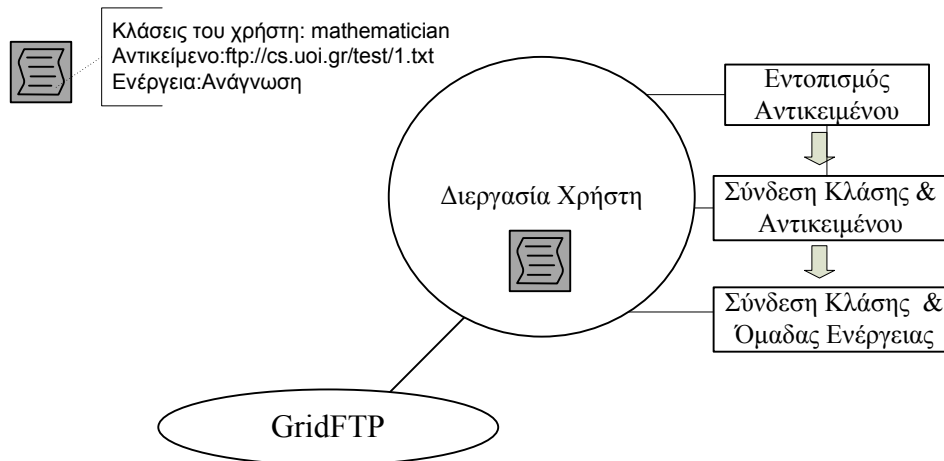 Κλάσεις του χρήστη: mathematician
Αντικείμενο:ftp://cs.uoi.gr/test/1.txt
Ενέργεια:Ανάγνωση
Εντοπισμός
Αντικειμένου
Διεργασία Χρήστη
Σύνδεση Κλάσης &
Αντικειμένου
Σύνδεση Κλάσης &
Όμαδας Ενέργειας
GridFTP